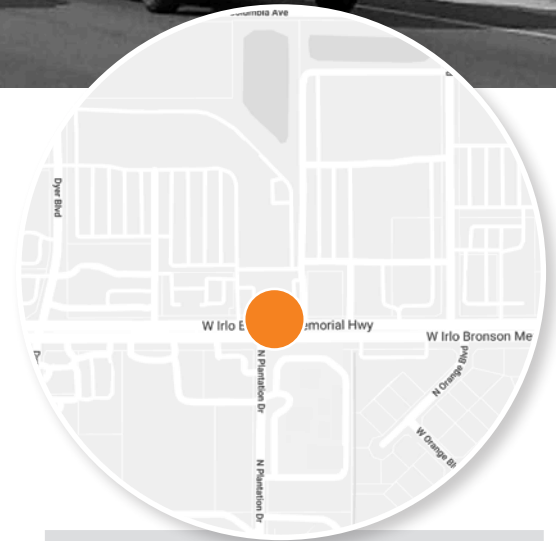 Columbia Ave
Dyer Blvd
W Irlo B
emorial Hwy
W Irlo Bronson Me
N Plantation Dr
N Orange Blvd
W Orange Bl
N Plantation Dr